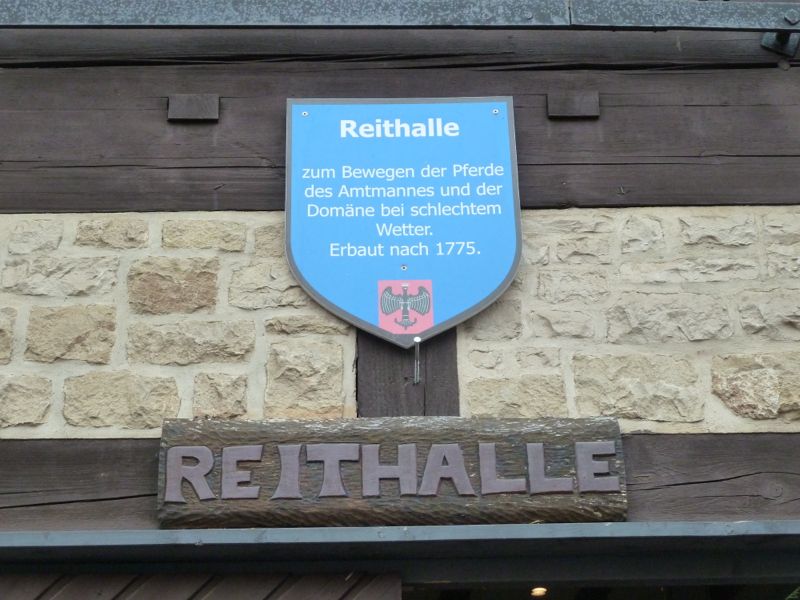 Reithalle
zum Bewegen der Pferde
des Amtmannes und der
Domäne bei schlechtem
Wetter.
Erbaut nach 1775.
REITHALLE